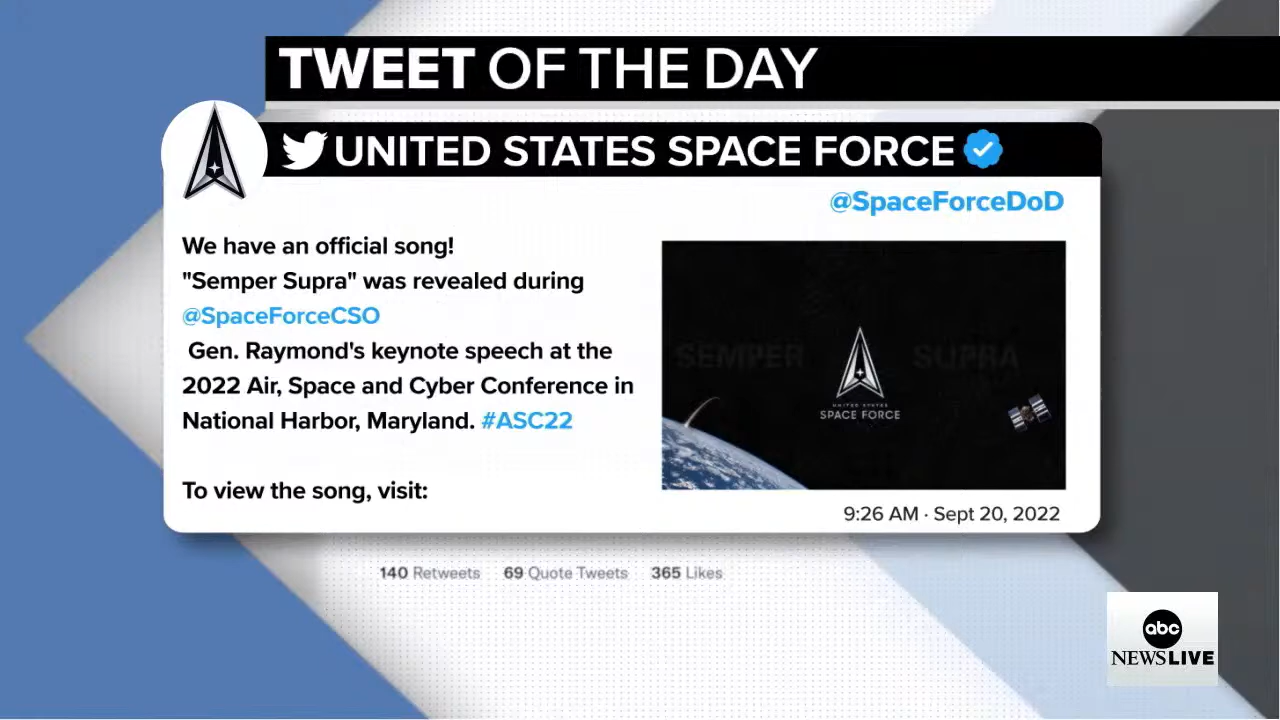 TWEET OF THE DAY
UNITED STATES SPACE FORCE
@SpaceForceDoD
We have an official song!
"Semper Supra" was revealed during
@SpaceForceCSO
Gen. Raymond's keynote speech at the
2022 Air, Space and Cyber Conference in
National Harbor, Maryland. #ASC22
To view the song, visit:
SEMPER SUPRA
UNITED STATES
SPACE FORCE
9:26 AM · Sept 20, 2022
140 Retweets 69 Quote Tweets 365 Likes
abc
NEWSLIVE